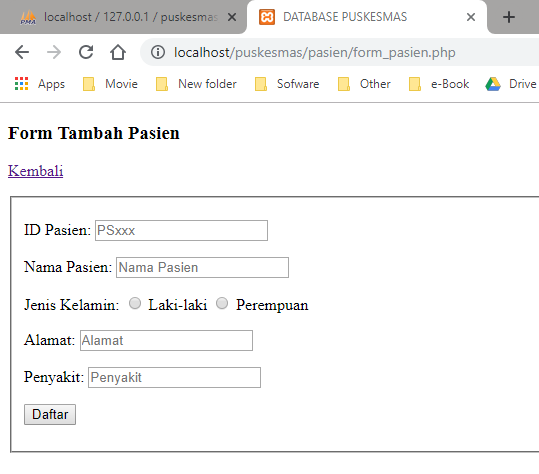 PMA localhost / 127.0.0.1 / puskesmas DATABASE PUSKESMAS
localhost/puskesmas/pasien/form_pasien.php
Apps Movie New folder Sofware Other e-Book Drive
Form Tambah Pasien
Kembali
ID Pasien: PSxxx
Nama Pasien: Nama Pasien
Jenis Kelamin: Laki-laki Perempuan
Alamat: Alamat
Penyakit: Penyakit
Daftar